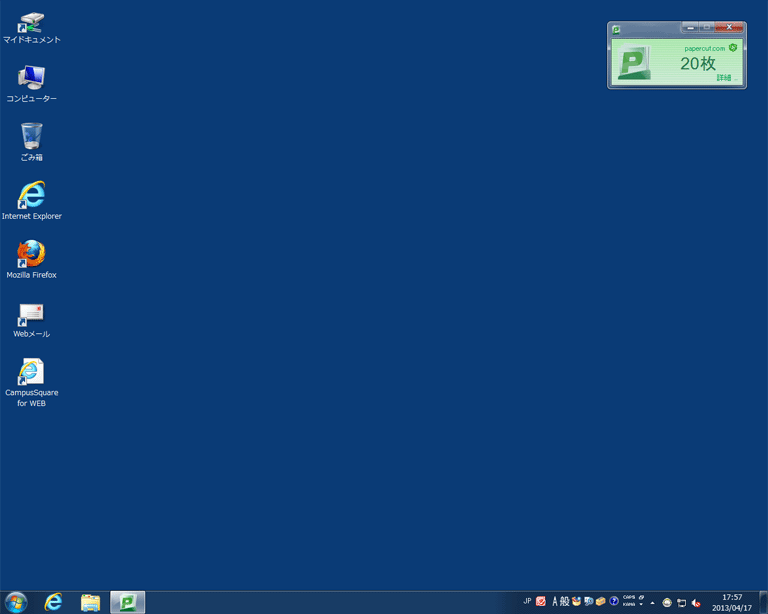 マイドキュメント
コンピューター
ごみ箱
Internet Explorer
Mozilla Firefox
Webメール
CampusSquare
for WEB
papercut.com
20枚
詳細...
JP
A 般
CAPS
KANA
17:57
2013/04/17